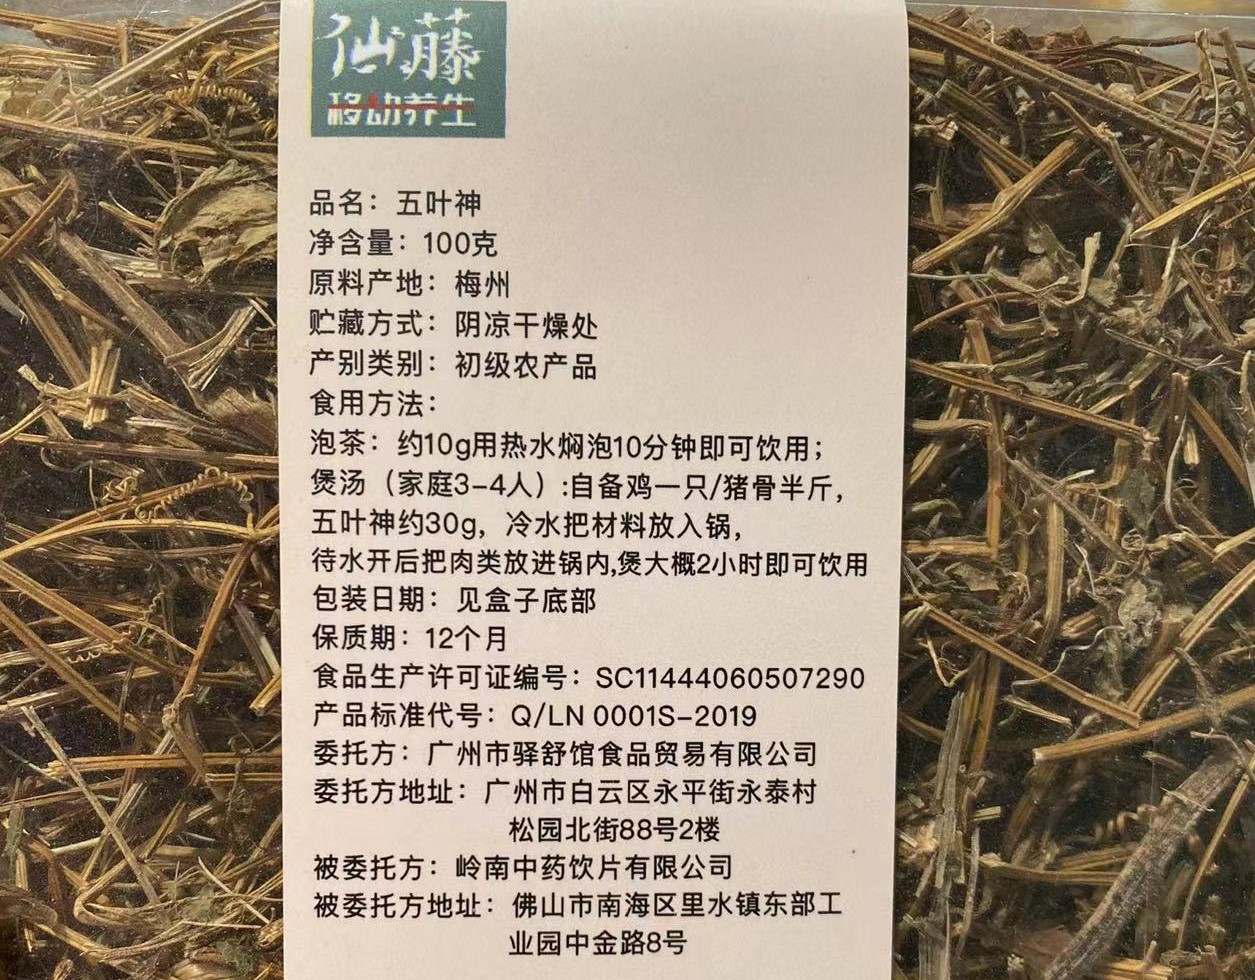 仙藤
移动养生
品名：五叶神
净含量：100克
原料产地：梅州
贮藏方式：阴凉干燥处
产别类别：初级农产品
食用方法：
泡茶：约10g用热水焖泡10分钟即可饮用；
煲汤（家庭3-4人）:自备鸡一只/猪骨半斤，
五叶神约30g，冷水把材料放入锅，
待水开后把肉类放进锅内,煲大概2小时即可饮用
包装日期：见盒子底部
保质期：12个月
食品生产许可证编号：SC11444060507290
产品标准代号：Q/LN 0001S-2019
委托方：广州市驿舒馆食品贸易有限公司
委托方地址：广州市白云区永平街永泰村
松园北街88号2楼
被委托方：岭南中药饮片有限公司
被委托方地址：佛山市南海区里水镇东部工
业园中金路8号